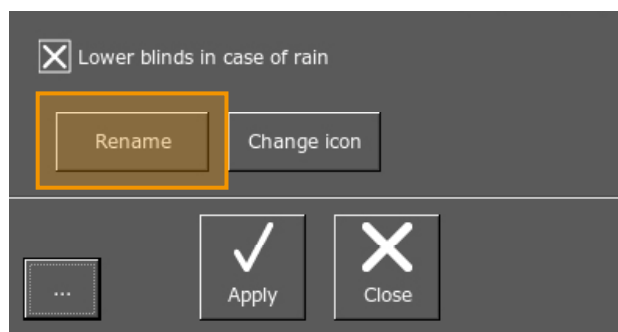 Lower blinds in case of rain
Rename
Change icon
...
Apply
Close